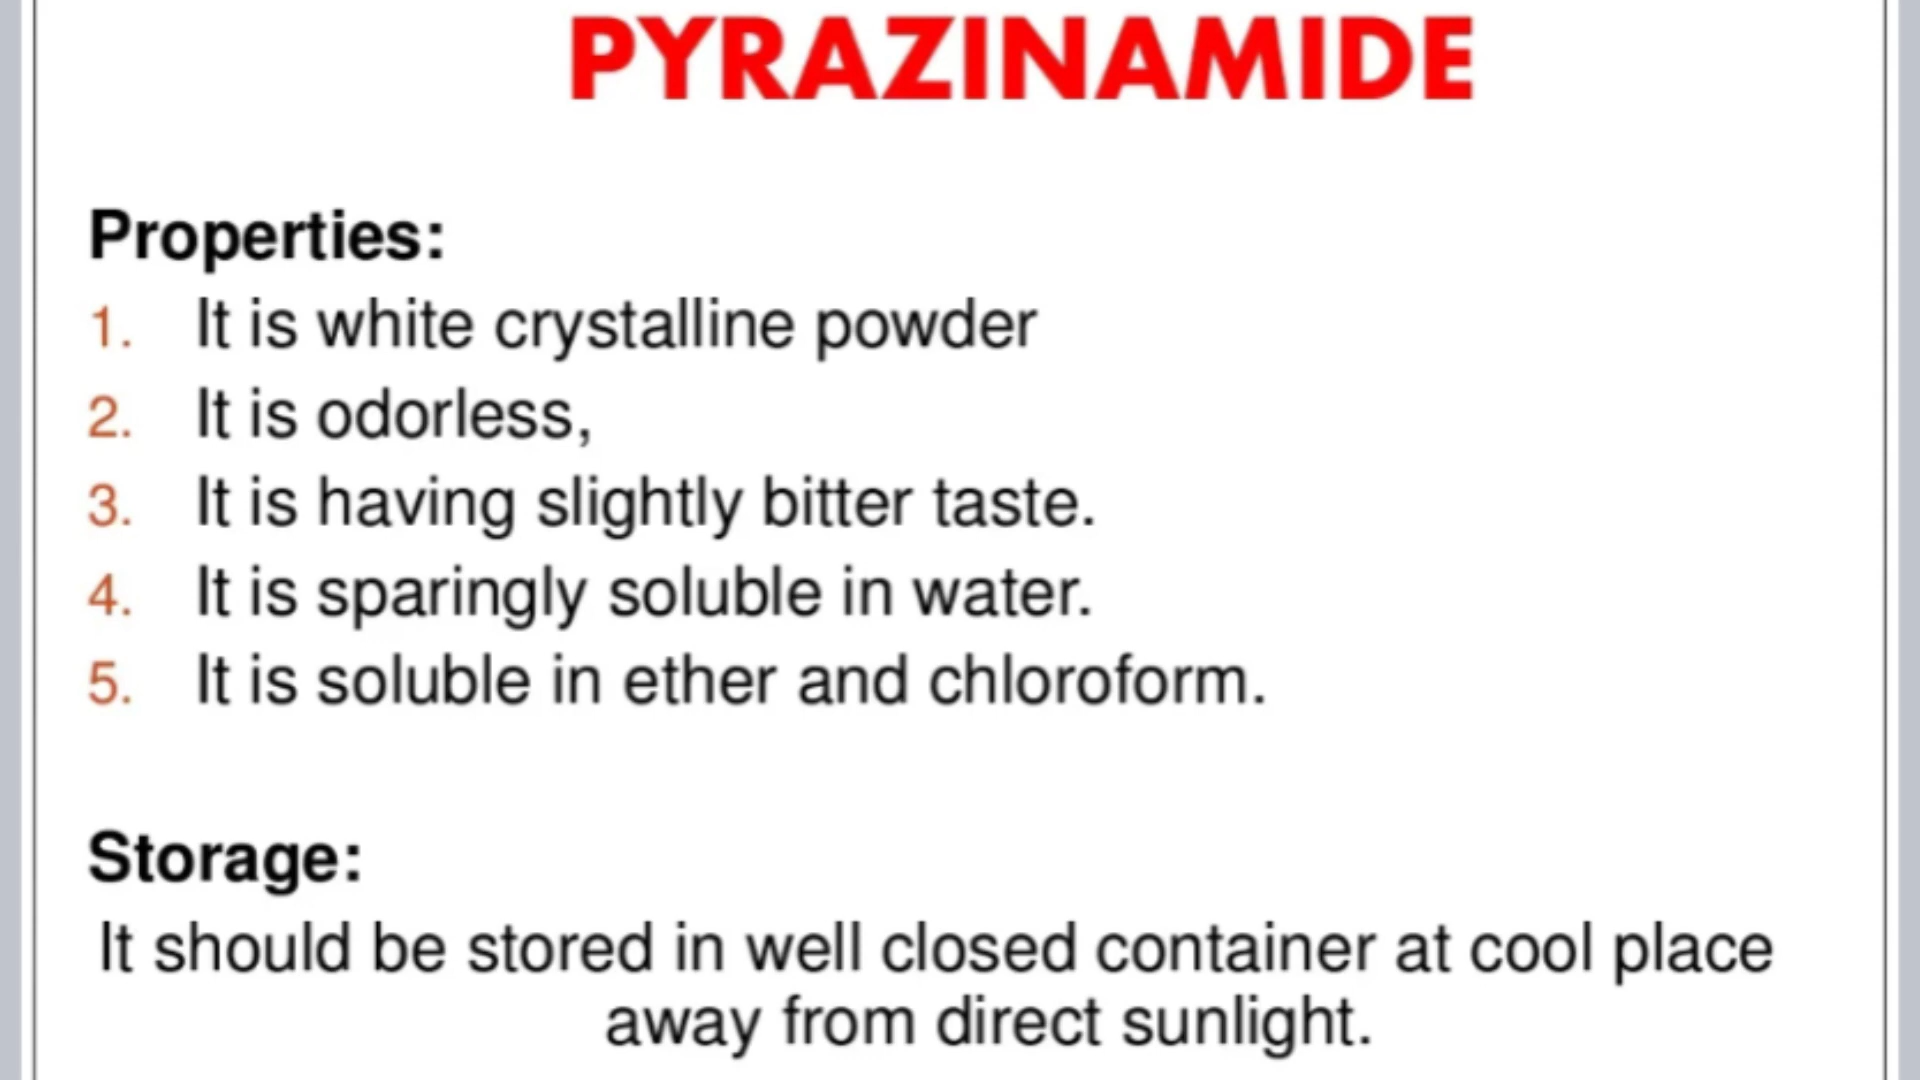 PYRAZINAMIDE
Properties:
1. It is white crystalline powder
2. It is odorless,
3. It is having slightly bitter taste.
4. It is sparingly soluble in water.
5. It is soluble in ether and chloroform.
Storage:
It should be stored in well closed container at cool place
away from direct sunlight.